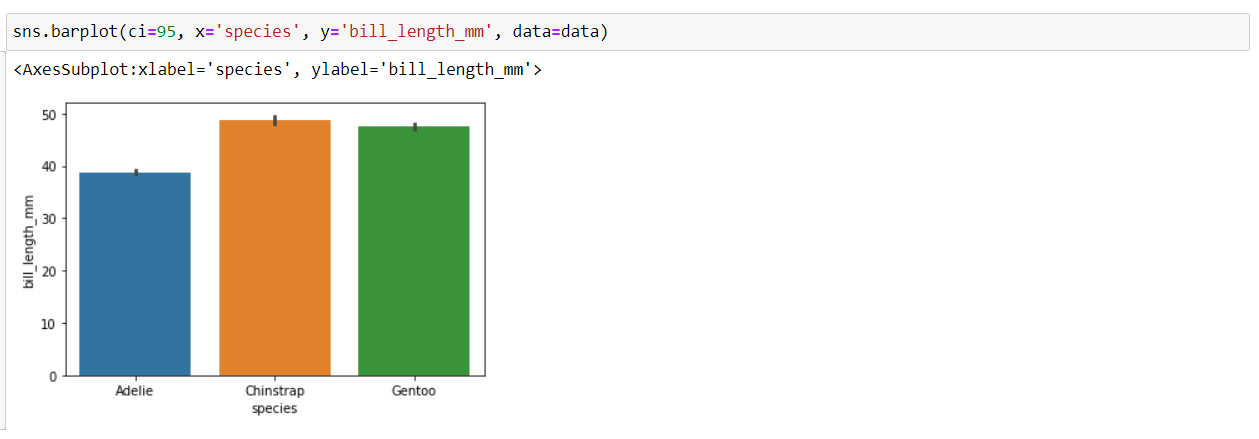 sns.barplot(ci=95, x='species', y='bill_length_mm', data=data)
<AxesSubplot:xlabel='species', ylabel='bill_length_mm'>
50
40
30
20
10
0
bill_length_mm
Adelie Chinstrap Gentoo
species